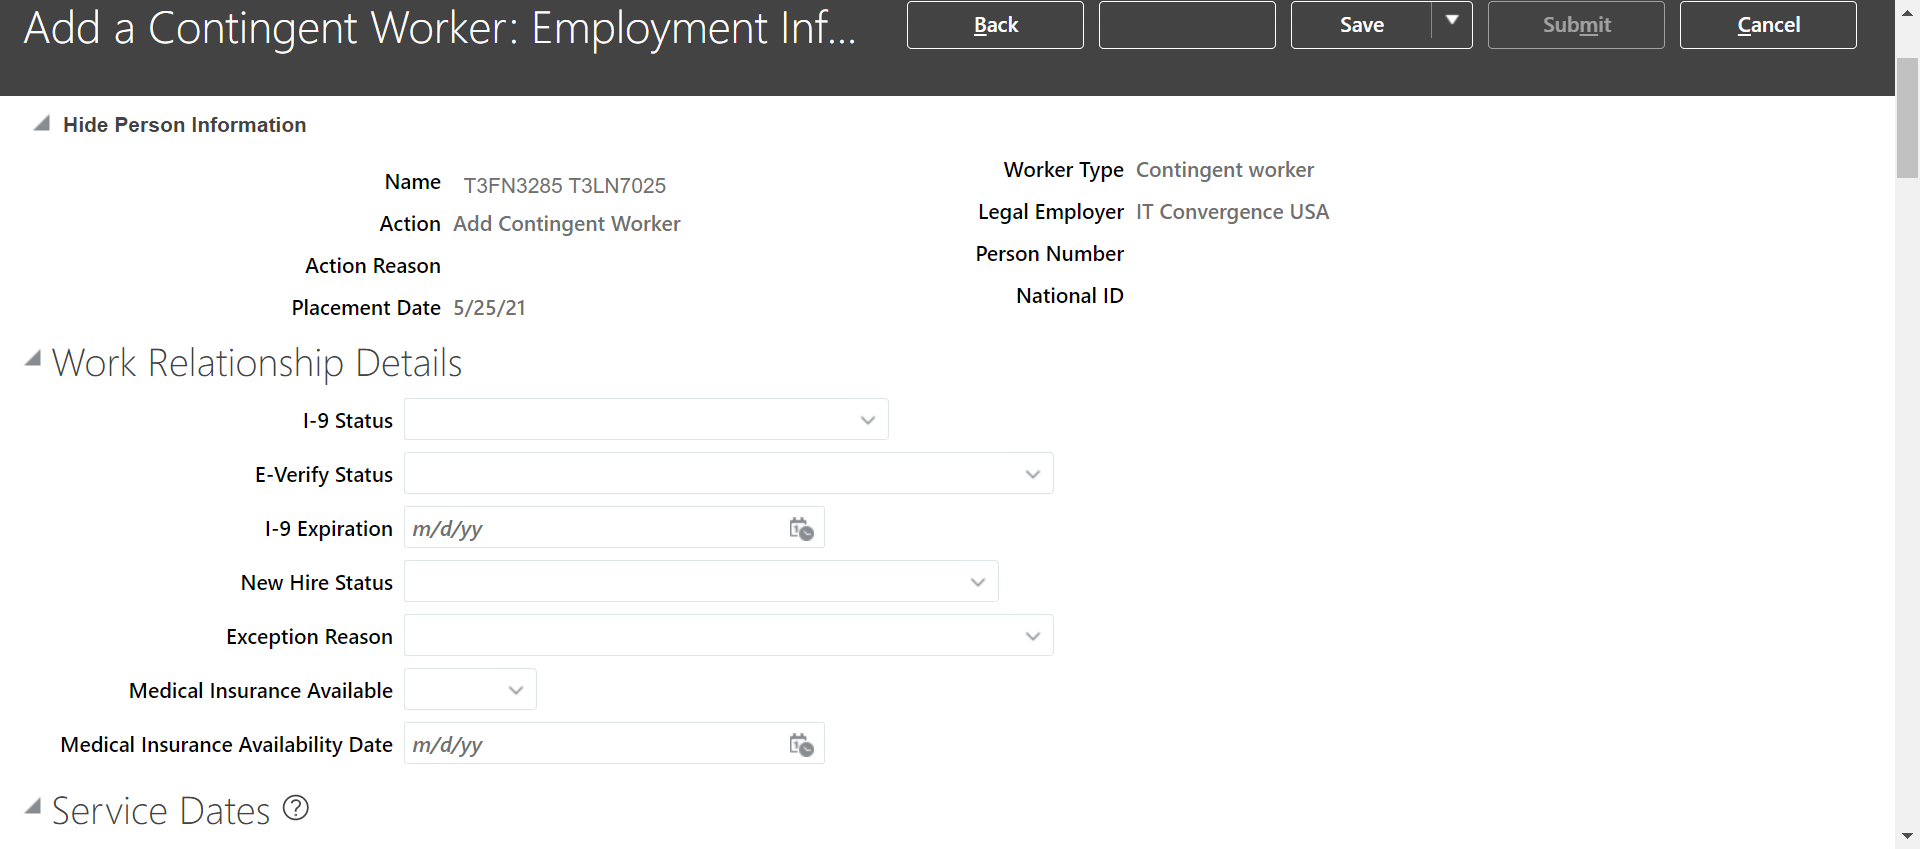 Add a Contingent Worker: Employment Inf...
Back
Save
Submit
Cancel
Hide Person Information
Name T3FN3285 T3LN7025
Action Add Contingent Worker
Action Reason
Placement Date 5/25/21
Worker Type Contingent worker
Legal Employer IT Convergence USA
Person Number
National ID
Work Relationship Details
I-9 Status
E-Verify Status
I-9 Expiration m/d/yy
New Hire Status
Exception Reason
Medical Insurance Available
Medical Insurance Availability Date m/d/yy
Service Dates ?